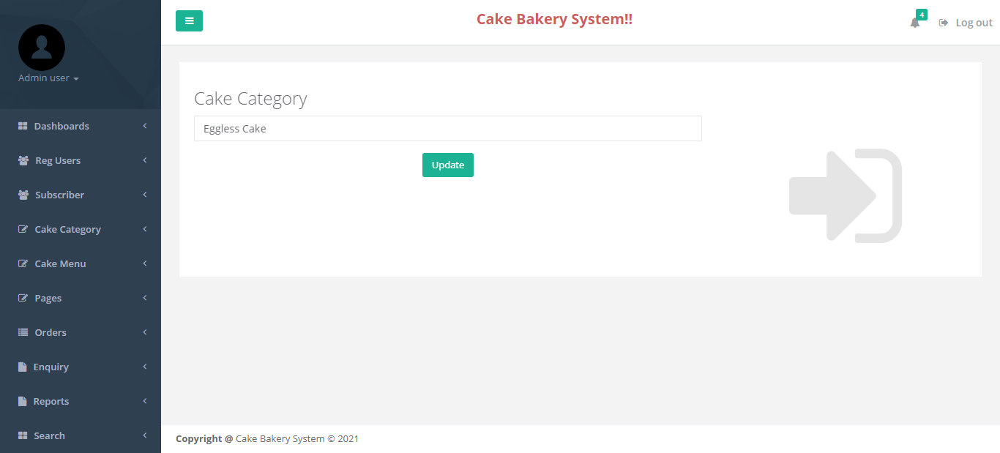 Cake Bakery System!!
4
Log out
Admin user
Dashboards
Reg Users
Subscriber
Cake Category
Cake Menu
Pages
Orders
Enquiry
Reports
Search
Cake Category
Eggless Cake
Update
Copyright @ Cake Bakery System © 2021